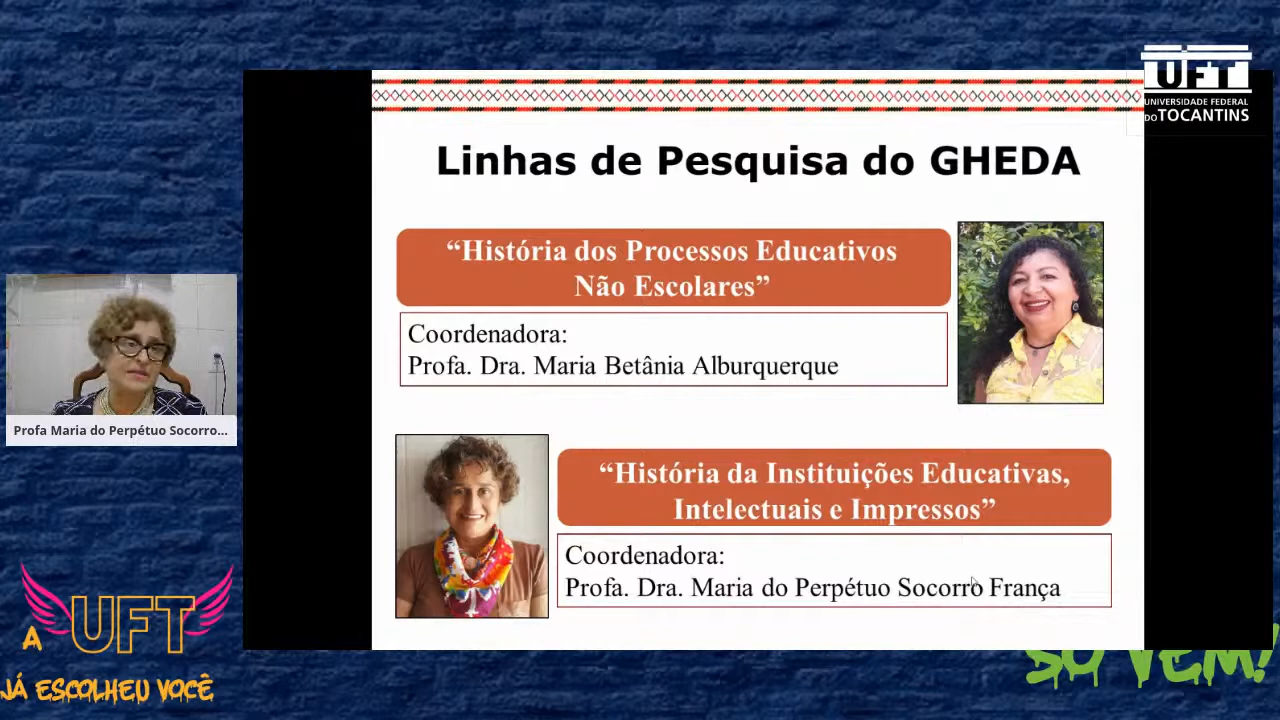 UFT
UNIVERSIDADE FEDERAL
DO TOCANTINS
Linhas de Pesquisa do GHEDA
“História dos Processos Educativos
Não Escolares”
Coordenadora:
Profa. Dra. Maria Betânia Alburquerque
Profa Maria do Perpétuo Socorro...
“História da Instituições Educativas,
Intelectuais e Impressos”
Coordenadora:
Profa. Dra. Maria do Perpétuo Socorro França
A UFT
JÁ ESCOLHEU VOCÊ
SÓ VEM!